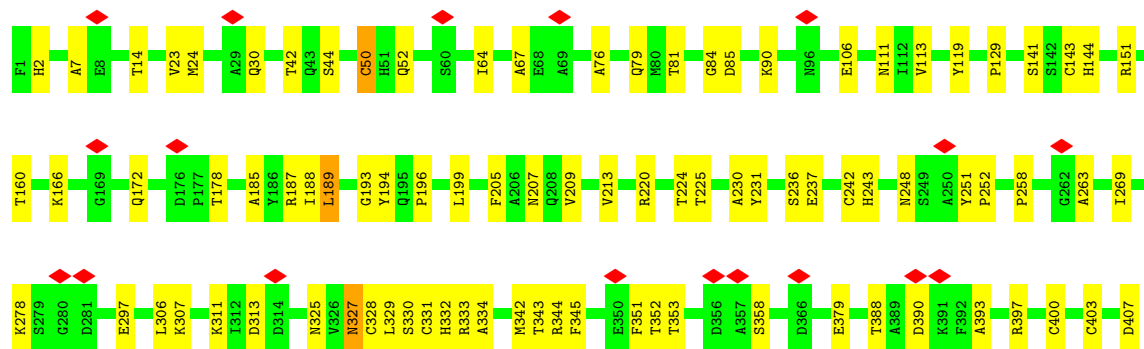 F1 H2 A7 E8 T14 V23 M24 A29 Q30 T42 Q43 S44 C50 H51 Q52 S60 I64 A67 E68 A69 A76 Q79 M80 T81 G84 D85 K90 N96 E106 N111 I112 V113 Y119 P129 S141 S142 C143 H144 R151
T160 K166 G169 Q172 D176 P177 T178 A185 Y186 R187 I188 L189 G193 Y194 Q195 P196 L199 F205 A206 N207 Q208 V209 V213 R220 T224 T225 A230 Y231 S236 E237 C242 H243 N248 S249 A250 Y251 P252 P258 G262 A263 I269
K278 S279 G280 D281 E297 L306 K307 K311 I312 D313 D314 N325 V326 N327 C328 L329 S330 C331 H332 R333 A334 M342 T343 R344 F345 E350 F351 T352 T353 D356 A357 S358 D366 E379 T388 A389 D390 K391 F392 A393 R397 C400 C403 D407